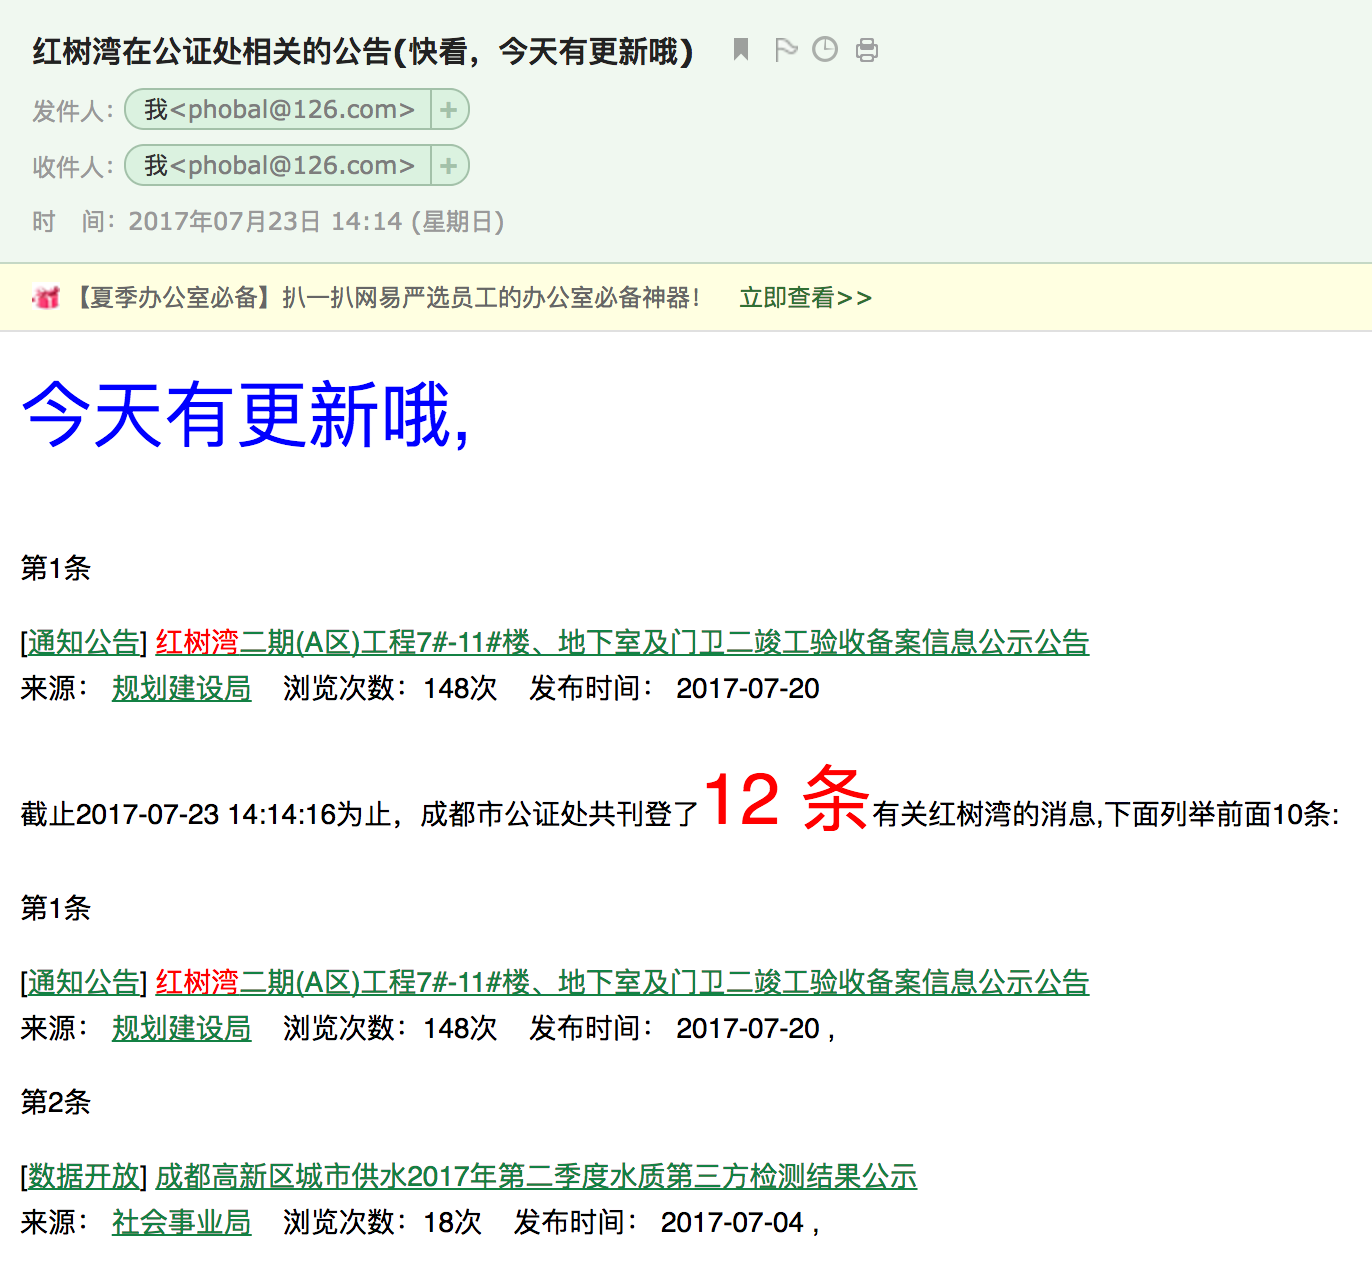 红树湾在公证处相关的公告(快看，今天有更新哦)
发件人：我<phobal@126.com> +
收件人：我<phobal@126.com> +
时 间：2017年07月23日 14:14 (星期日)
【夏季办公室必备】扒一扒网易严选员工的办公室必备神器！ 立即查看>>
今天有更新哦,
第1条
[通知公告] 红树湾二期(A区)工程7#-11#楼、地下室及门卫二竣工验收备案信息公示公告
来源： 规划建设局 浏览次数：148次 发布时间： 2017-07-20
截止2017-07-23 14:14:16为止，成都市公证处共刊登了12 条有关红树湾的消息,下面列举前面10条:
第1条
[通知公告] 红树湾二期(A区)工程7#-11#楼、地下室及门卫二竣工验收备案信息公示公告
来源： 规划建设局 浏览次数：148次 发布时间： 2017-07-20 ,
第2条
[数据开放] 成都高新区城市供水2017年第二季度水质第三方检测结果公示
来源： 社会事业局 浏览次数：18次 发布时间： 2017-07-04 ,